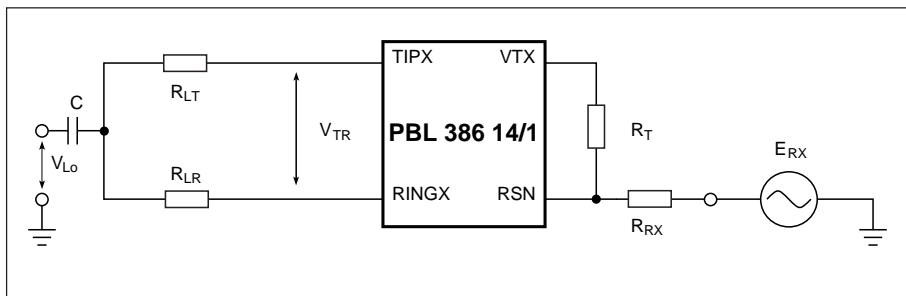 TIPX
VTX
R_LT
C
V_TR
PBL 386 14/1
R_T
E_RX
V_Lo
R_LR
RINGX
RSN
R_RX